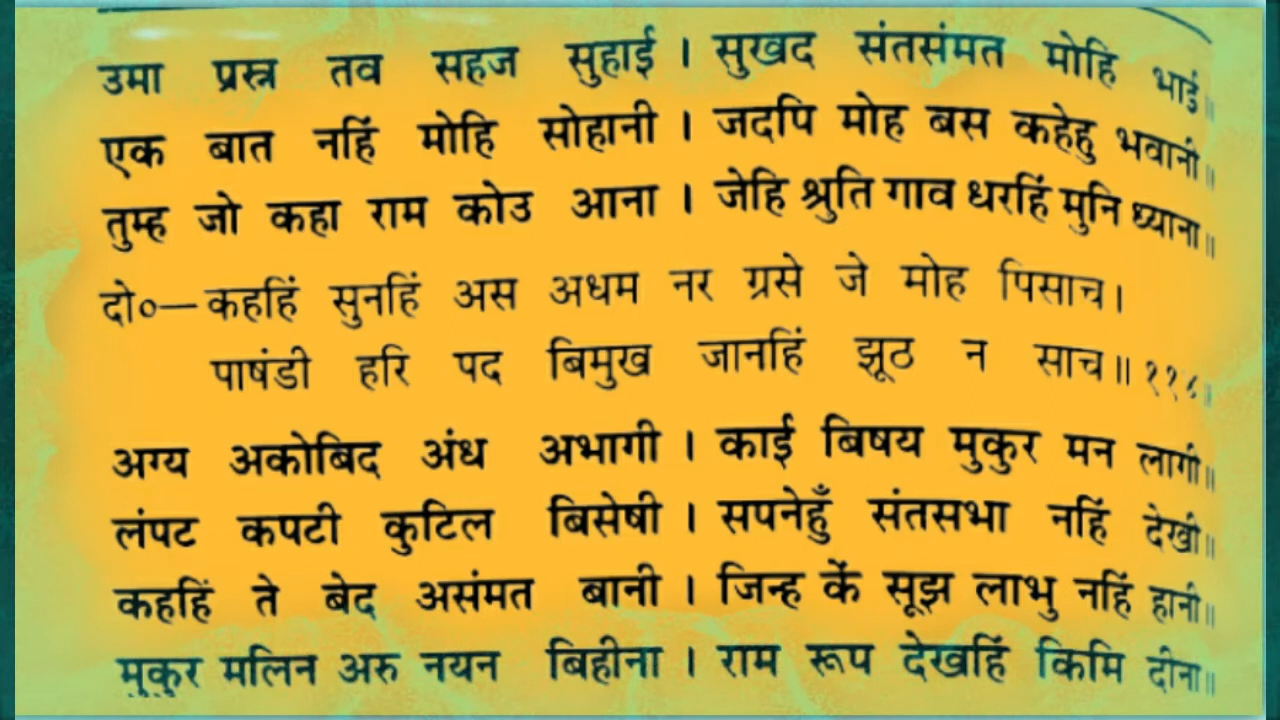 उमा प्रस्न तव सहज सुहाई । सुखद संतसंमत मोहि भाई॥
एक बात नहिं मोहि सोहानी । जदपि मोह बस कहेहु भवानी॥
तुम्ह जो कहा राम कोउ आना । जेहि श्रुति गाव धरहिं मुनि ध्याना॥
दो०—कहहिं सुनहिं अस अधम नर ग्रसे जे मोह पिसाच।
पाषंडी हरि पद बिमुख जानहिं झूठ न साच॥ ११८॥
अग्य अकोबिद अंध अभागी । काई बिषय मुकुर मन लागी॥
लंपट कपटी कुटिल बिसेषी । सपनेहुँ संतसभा नहिं देखी॥
कहहिं ते बेद असंमत बानी । जिन्ह कें सूझ लाभु नहिं हानी॥
मुकुर मलिन अरु नयन बिहीना । राम रूप देखहिं किमि दीना॥